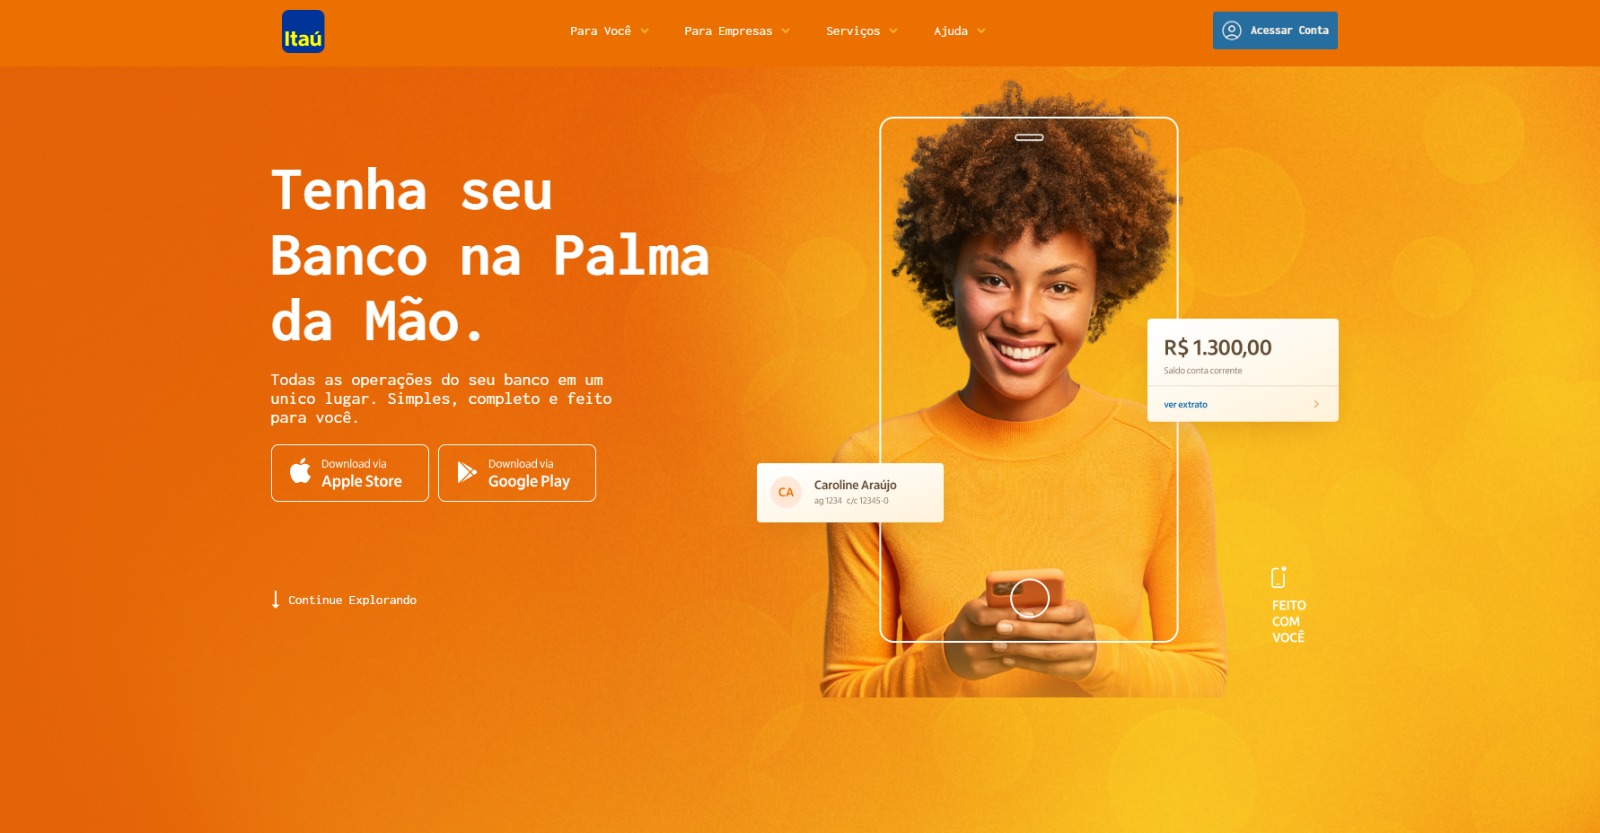 Itaú
Para Você
Para Empresas
Serviços
Ajuda
Acessar Conta
Tenha seu
Banco na Palma
da Mão.
Todas as operações do seu banco em um
unico lugar. Simples, completo e feito
para você.
Download via
Apple Store
Download via
Google Play
Continue Explorando
R$ 1.300,00
Saldo conta corrente
ver extrato
CA
Caroline Araújo
ag 1234 c/c 12345-0
FEITO
COM
VOCÊ